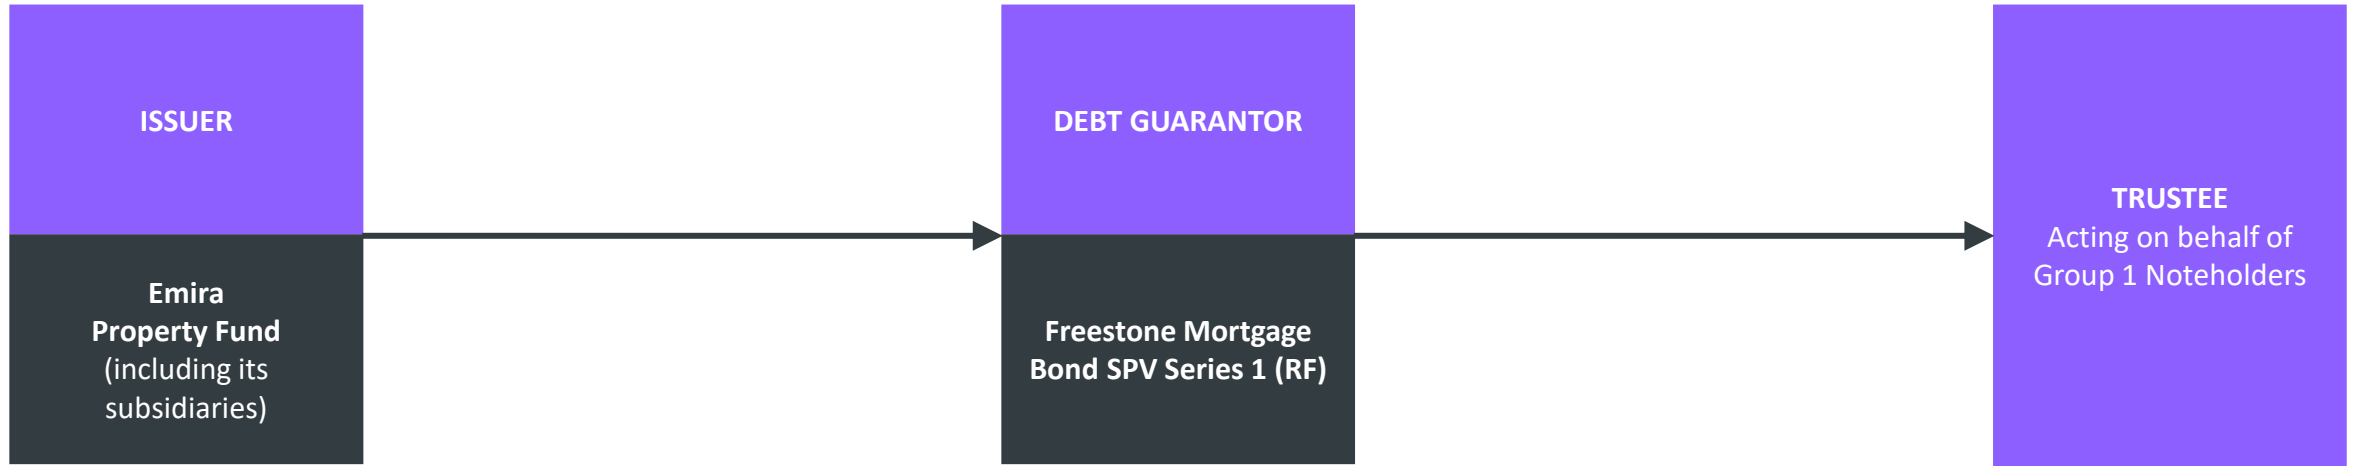 ISSUER
Emira
Property Fund
(including its
subsidiaries)
DEBT GUARANTOR
Freestone Mortgage
Bond SPV Series 1 (RF)
TRUSTEE
Acting on behalf of
Group 1 Noteholders